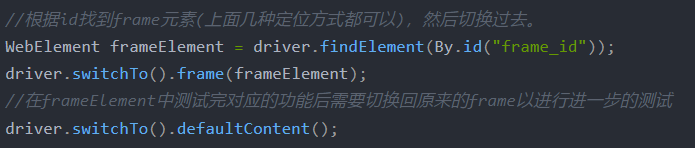 //根据id找到frame元素(上面几种定位方式都可以)，然后切换过去。
WebElement frameElement = driver.findElement(By.id("frame_id"));
driver.switchTo().frame(frameElement);
//在frameElement中测试完对应的功能后需要切换回原来的frame以进行进一步的测试
driver.switchTo().defaultContent();